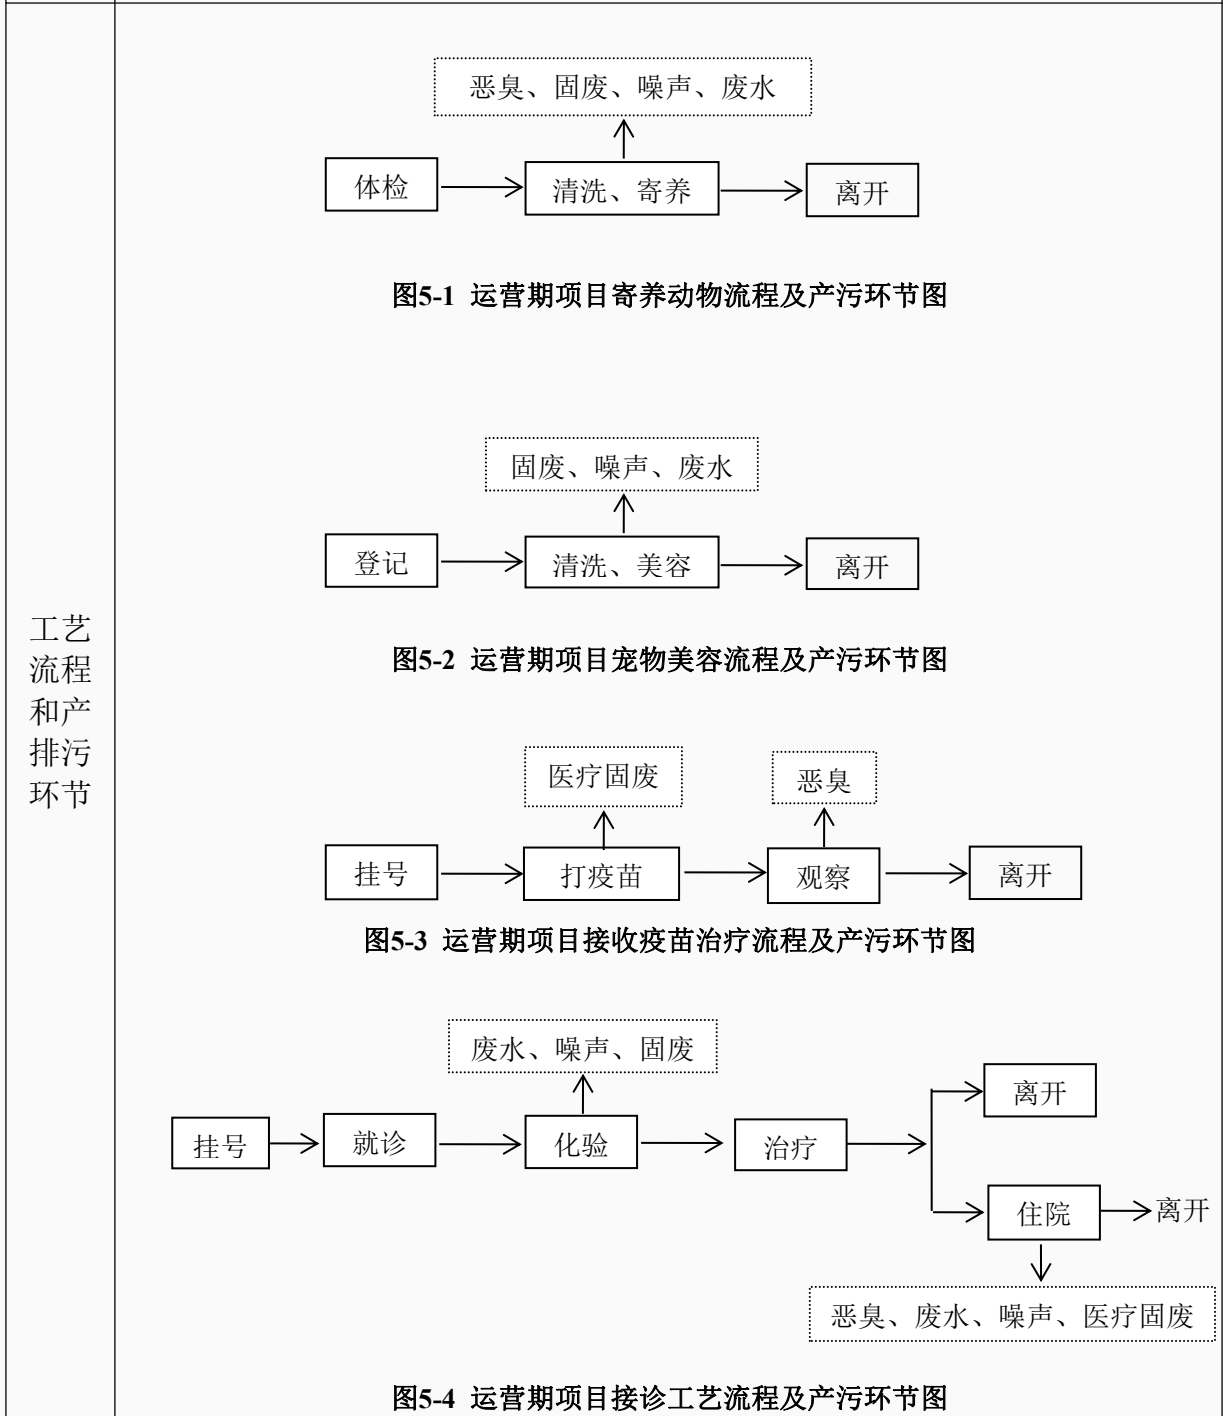 工艺
流程
和产
排污
环节
恶臭、固废、噪声、废水
体检
清洗、寄养
离开
图5-1 运营期项目寄养动物流程及产污环节图
固废、噪声、废水
登记
清洗、美容
离开
图5-2 运营期项目宠物美容流程及产污环节图
医疗固废
恶臭
挂号
打疫苗
观察
离开
图5-3 运营期项目接收疫苗治疗流程及产污环节图
废水、噪声、固废
离开
挂号
就诊
化验
治疗
住院
离开
恶臭、废水、噪声、医疗固废
图5-4 运营期项目接诊工艺流程及产污环节图